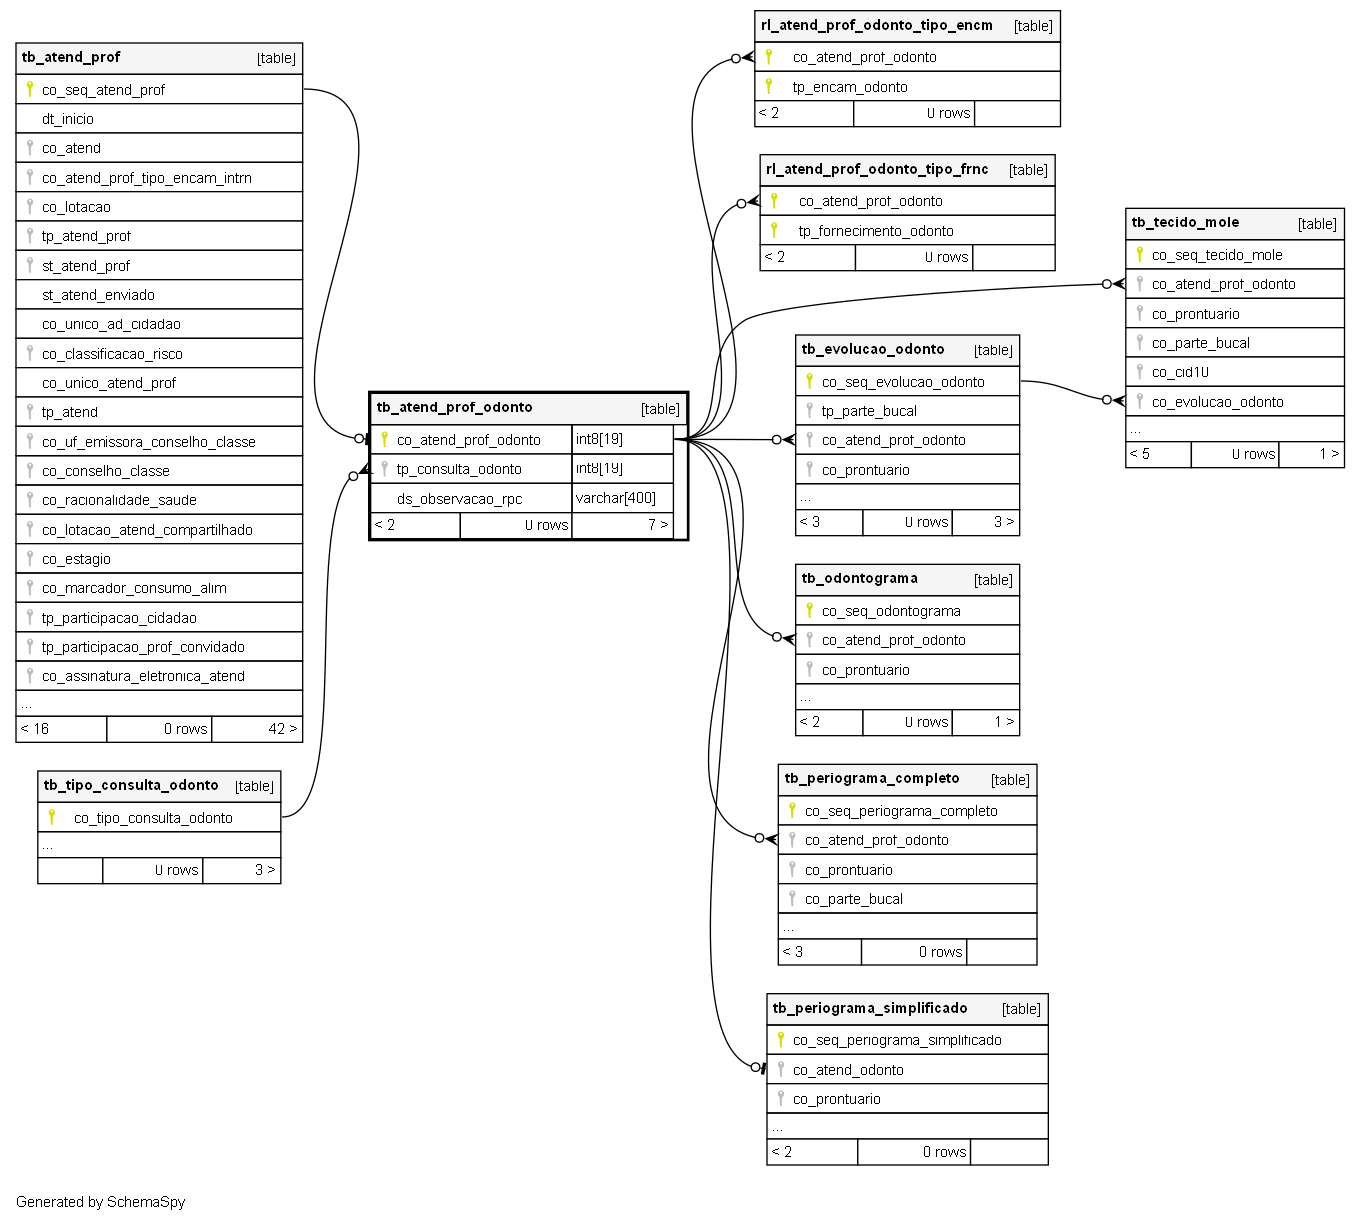 tb_atend_prof [table]
co_seq_atend_prof
dt_inicio
co_atend
co_atend_prof_tipo_encam_intrn
co_lotacao
tp_atend_prof
st_atend_prof
st_atend_enviado
co_unico_ad_cidadao
co_classificacao_risco
co_unico_atend_prof
tp_atend
co_uf_emissora_conselho_classe
co_conselho_classe
co_racionalidade_saude
co_lotacao_atend_compartilhado
co_estagio
co_marcador_consumo_alim
tp_participacao_cidadao
tp_participacao_prof_convidado
co_assinatura_eletronica_atend
...
< 16 0 rows 42 >
tb_tipo_consulta_odonto [table]
co_tipo_consulta_odonto
...
0 rows 3 >
tb_atend_prof_odonto [table]
co_atend_prof_odonto int8[19]
tp_consulta_odonto int8[19]
ds_observacao_rpc varchar[400]
< 2 0 rows 7 >
rl_atend_prof_odonto_tipo_encm [table]
co_atend_prof_odonto
tp_encam_odonto
< 2 0 rows
rl_atend_prof_odonto_tipo_frnc [table]
co_atend_prof_odonto
tp_fornecimento_odonto
< 2 0 rows
tb_evolucao_odonto [table]
co_seq_evolucao_odonto
tp_parte_bucal
co_atend_prof_odonto
co_prontuario
...
< 3 0 rows 3 >
tb_odontograma [table]
co_seq_odontograma
co_atend_prof_odonto
co_prontuario
...
< 2 0 rows 1 >
tb_periograma_completo [table]
co_seq_periograma_completo
co_atend_prof_odonto
co_prontuario
co_parte_bucal
...
< 3 0 rows
tb_periograma_simplificado [table]
co_seq_periograma_simplificado
co_atend_odonto
co_prontuario
...
< 2 0 rows
tb_tecido_mole [table]
co_seq_tecido_mole
co_atend_prof_odonto
co_prontuario
co_parte_bucal
co_cid10
co_evolucao_odonto
...
< 5 0 rows 1 >
Generated by SchemaSpy